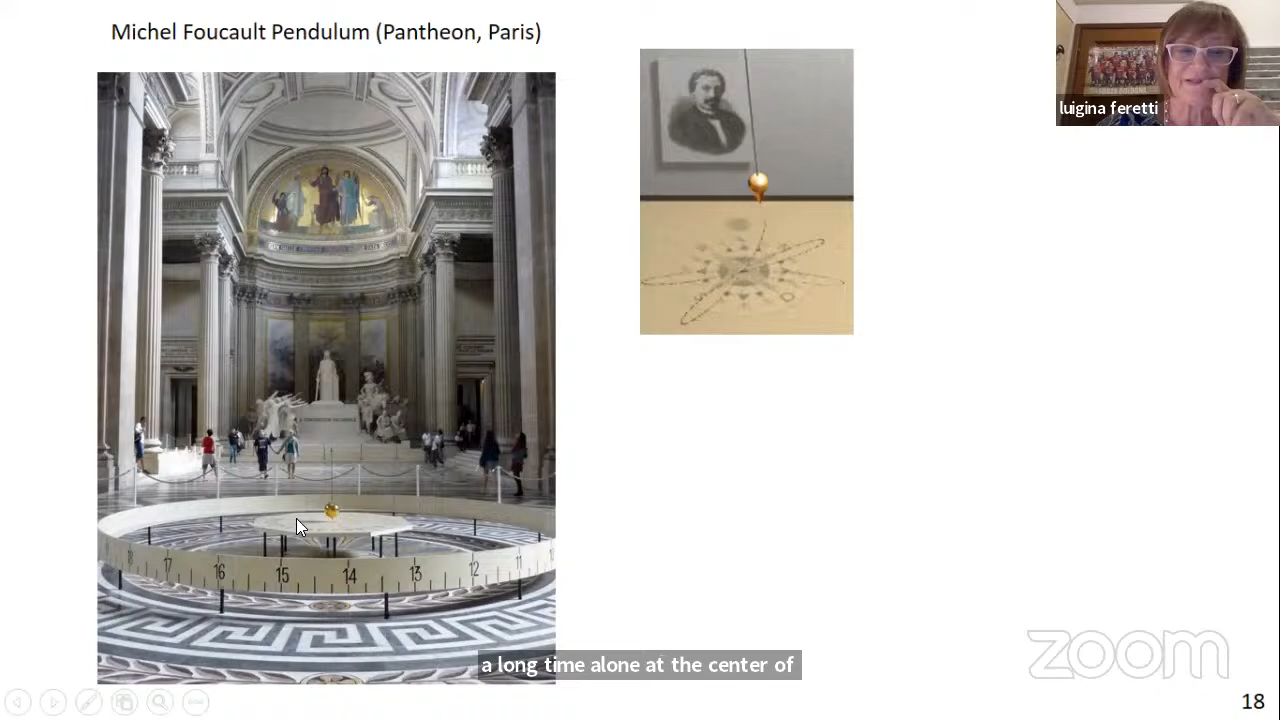 Michel Foucault Pendulum (Pantheon, Paris)
luigina feretti
17
16
15
14
13
12
11
a long time alone at the center of
zoom
18